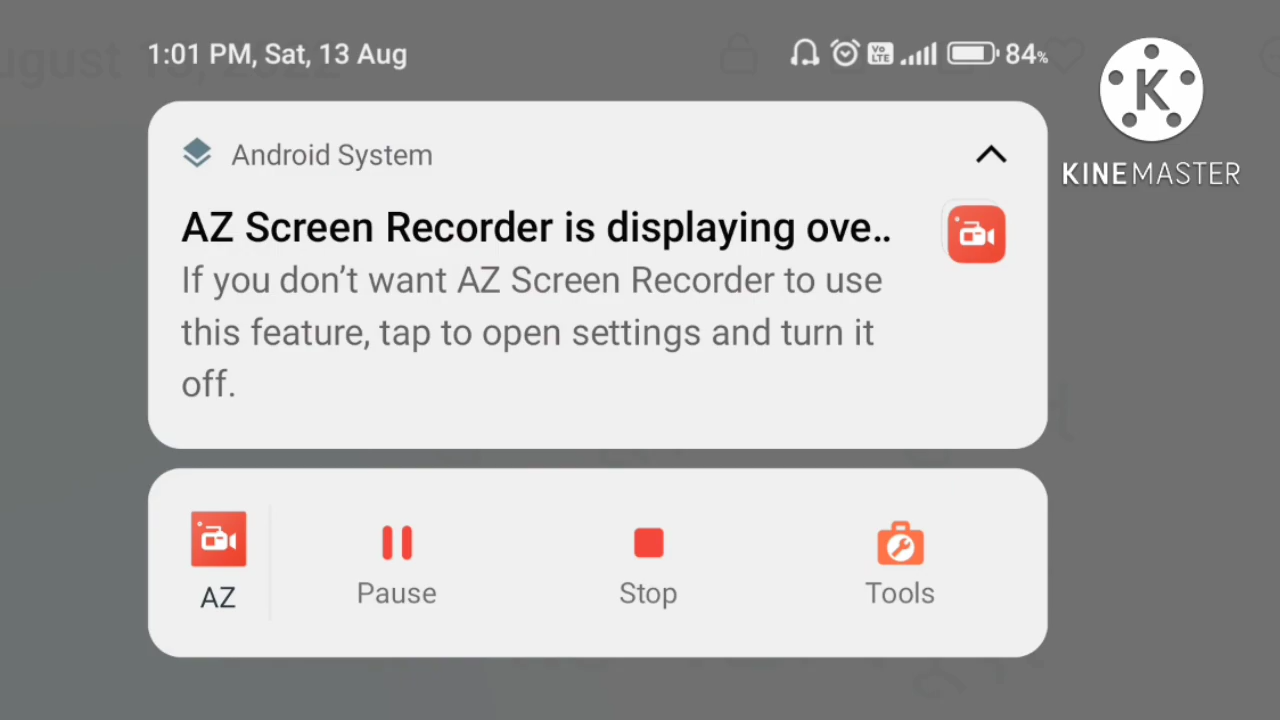 1:01 PM, Sat, 13 Aug
Vo LTE
84%
K
KINEMASTER
Android System
AZ Screen Recorder is displaying ove..
If you don’t want AZ Screen Recorder to use
this feature, tap to open settings and turn it
off.
AZ
Pause
Stop
Tools